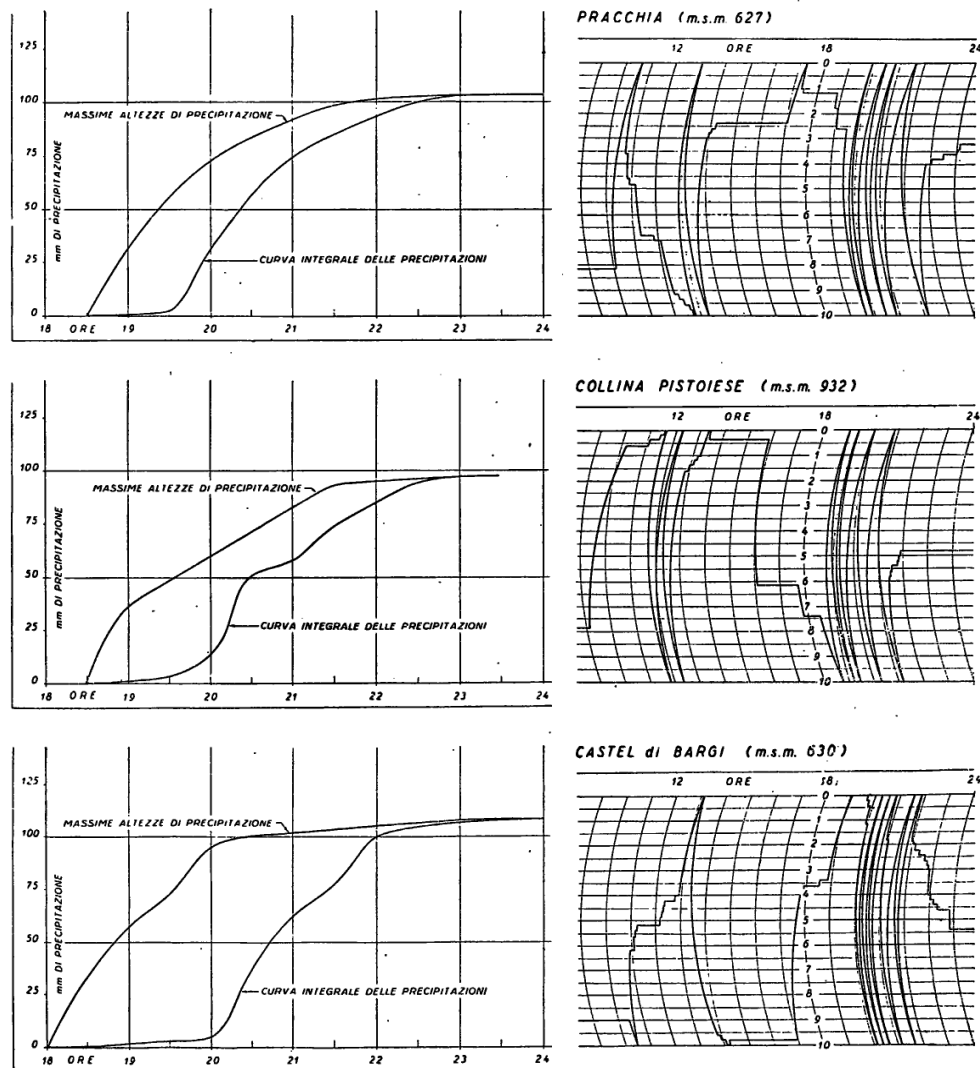 PRACCHIA (m.s.m. 627)
125
100
75
50
25
0
mm DI PRECIPITAZIONE
MASSIME ALTEZZE DI PRECIPITAZIONE
CURVA INTEGRALE DELLE PRECIPITAZIONI
18 ORE 19 20 21 22 23 24
12 ORE 18 24
0
1
2
3
4
5
6
7
8
9
10
COLLINA PISTOIESE (m.s.m. 932)
125
100
75
50
25
0
mm DI PRECIPITAZIONE
MASSIME ALTEZZE DI PRECIPITAZIONE
CURVA INTEGRALE DELLE PRECIPITAZIONI
18 ORE 19 20 21 22 23 24
12 ORE 18 24
0
1
2
3
4
5
6
7
8
9
10
CASTEL di BARGI (m.s.m. 630)
125
100
75
50
25
0
mm DI PRECIPITAZIONE
MASSIME ALTEZZE DI PRECIPITAZIONE
CURVA INTEGRALE DELLE PRECIPITAZIONI
18 ORE 19 20 21 22 23 24
12 ORE 18 24
0
1
2
3
4
5
6
7
8
9
10